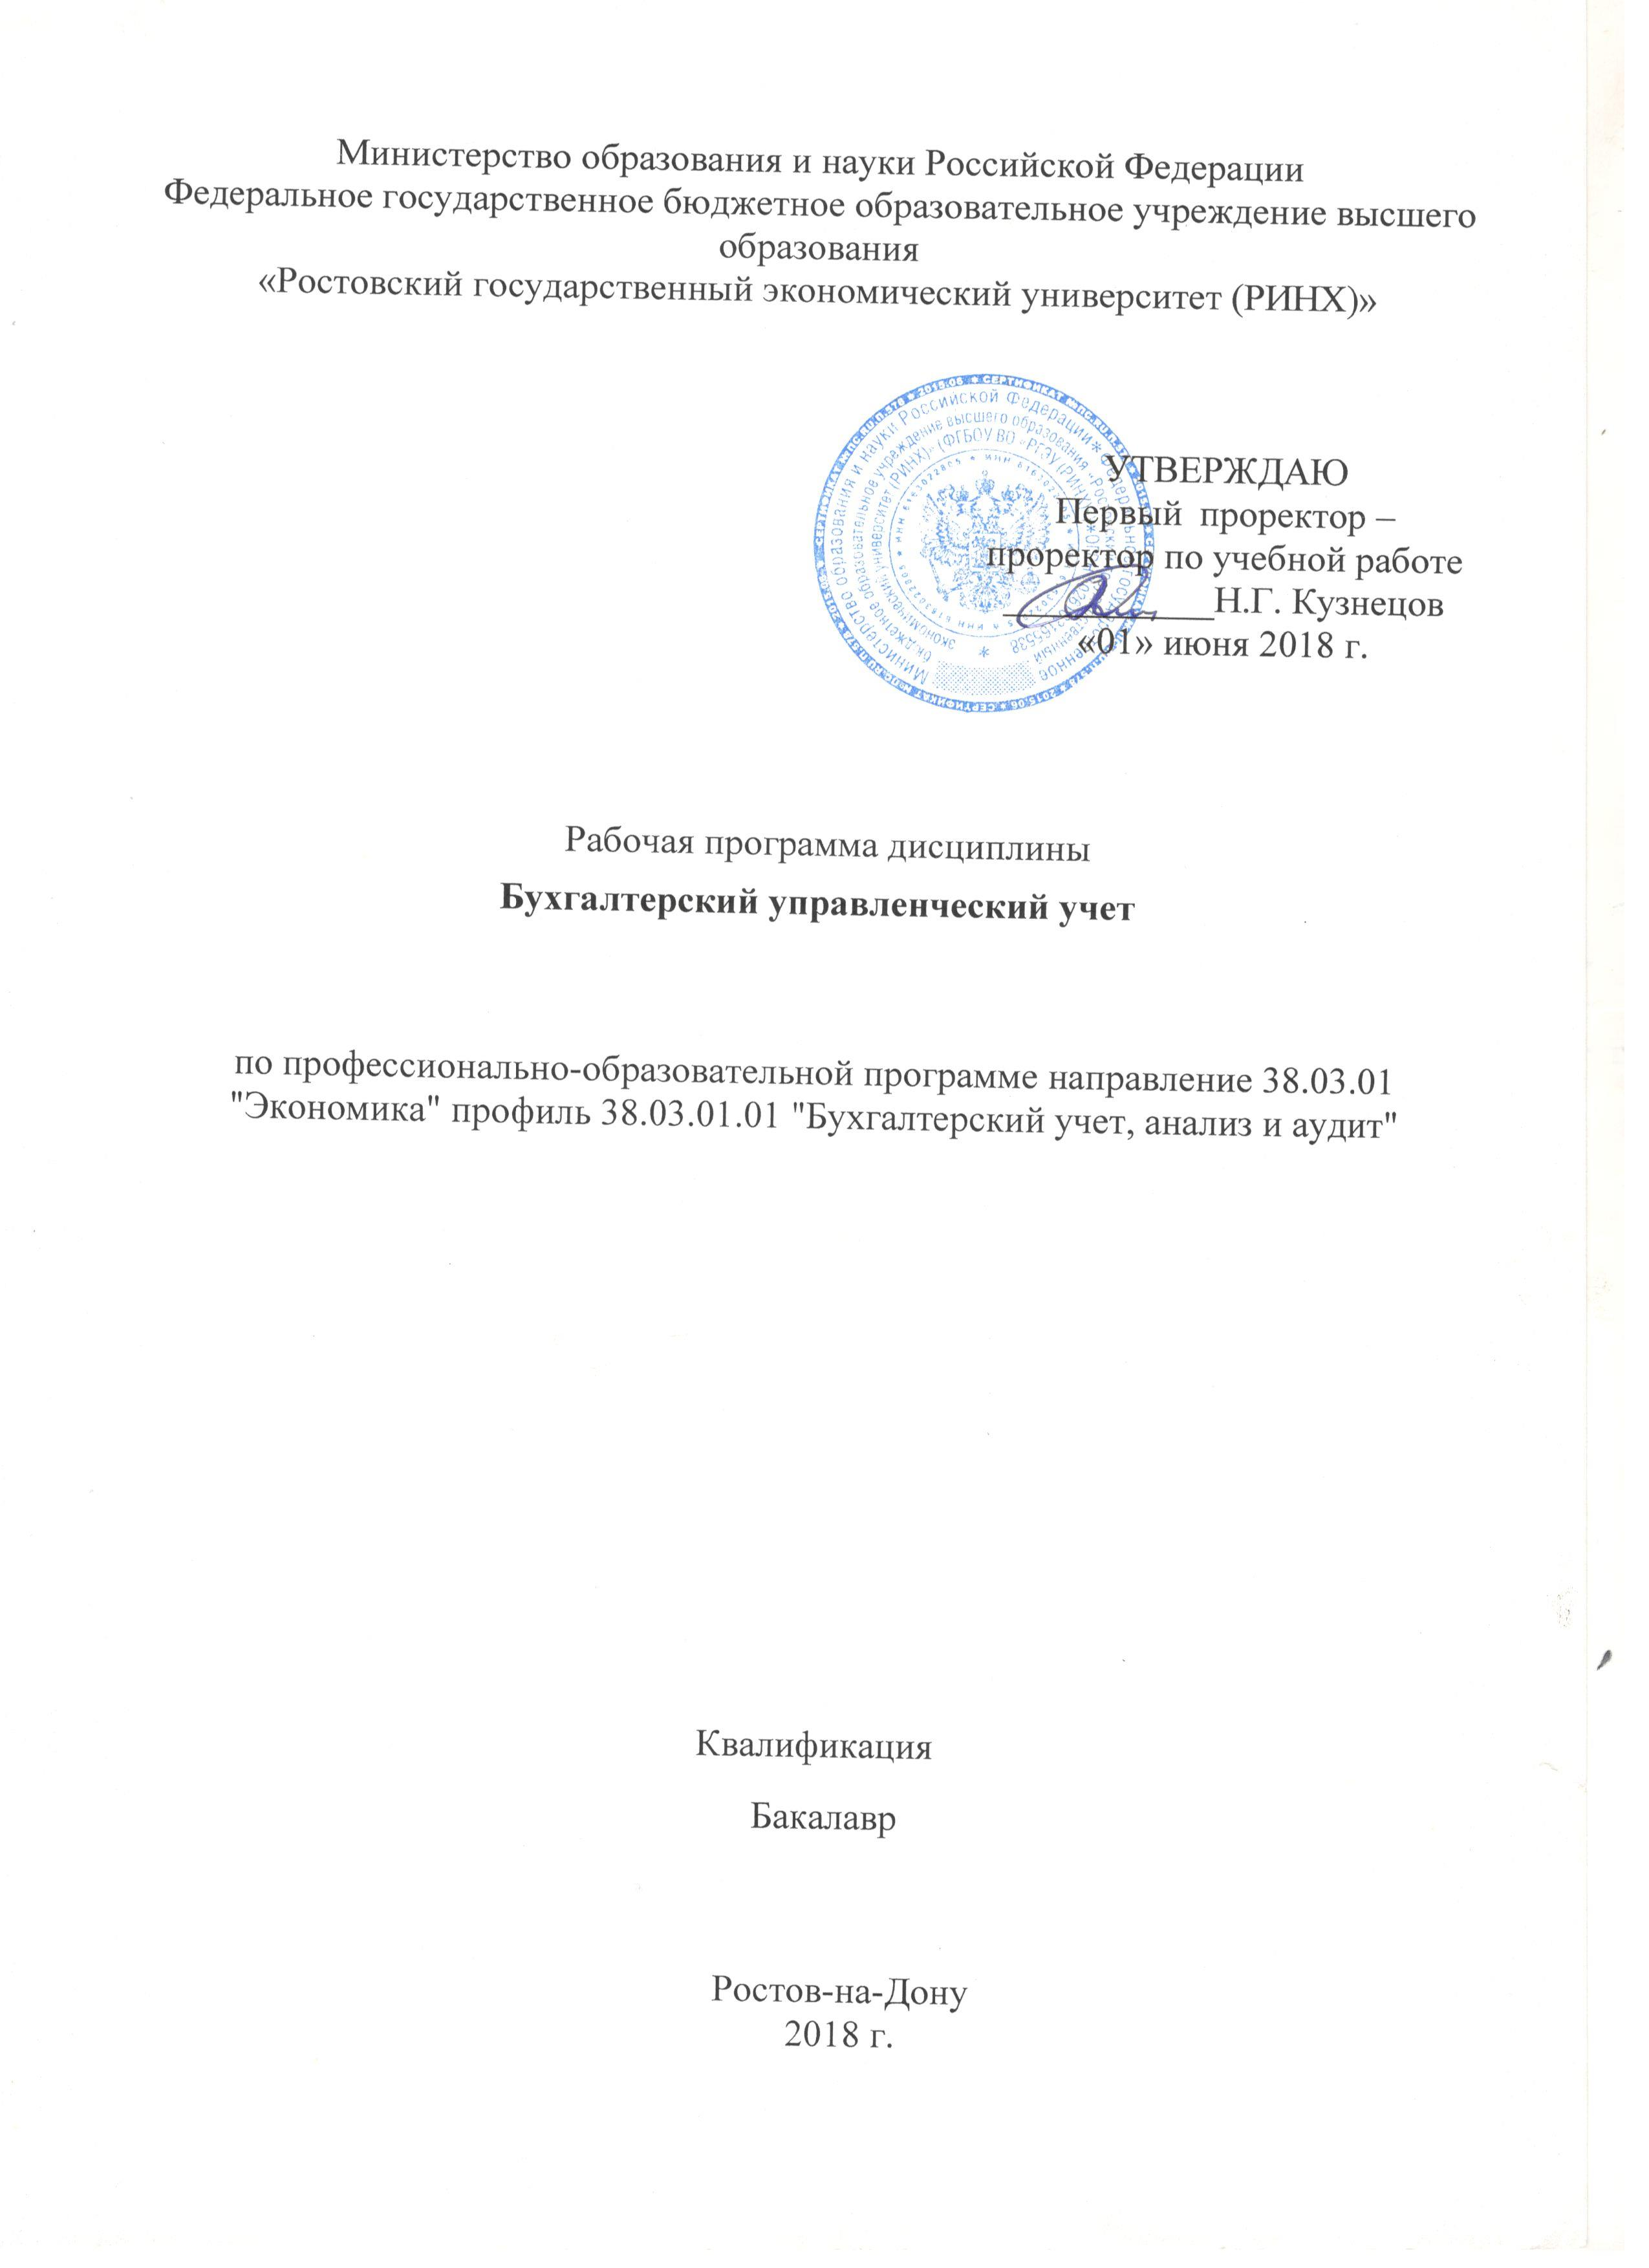 Министерство образования и науки Российской Федерации
Федеральное государственное бюджетное образовательное учреждение высшего
образования
«Ростовский государственный экономический университет (РИНХ)»
УТВЕРЖДАЮ
Первый проректор –
проректор по учебной работе
Н.Г. Кузнецов
«01» июня 2018 г.
Рабочая программа дисциплины
Бухгалтерский управленческий учет
по профессионально-образовательной программе направление 38.03.01
"Экономика" профиль 38.03.01.01 "Бухгалтерский учет, анализ и аудит"
Квалификация
Бакалавр
Ростов-на-Дону
2018 г.